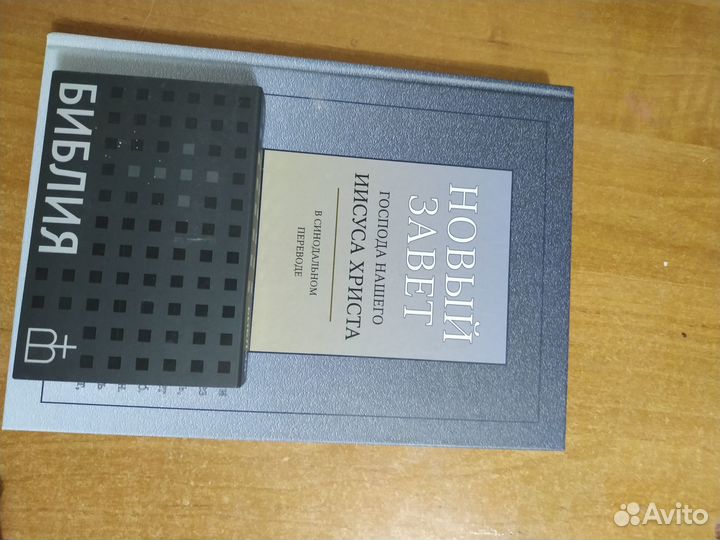 НОВЫЙ
ЗАВЕТ
ГОСПОДА НАШЕГО
ИИСУСА ХРИСТА
В СИНОДАЛЬНОМ
ПЕРЕВОДЕ
БИБЛИЯ
Avito